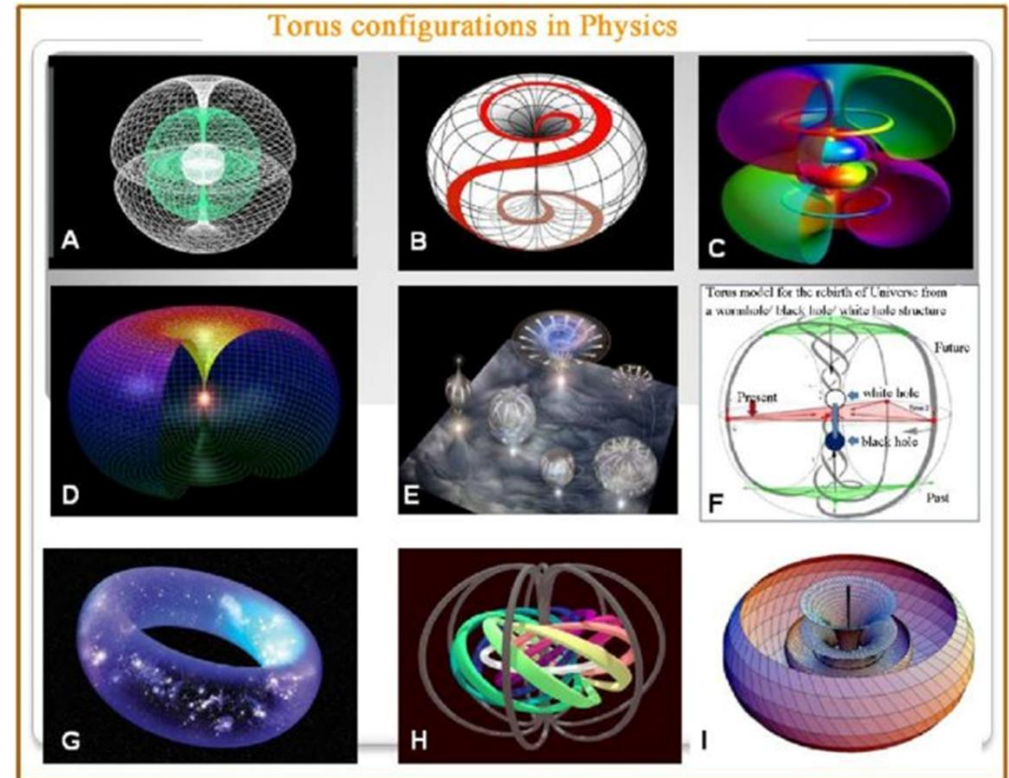 Torus configurations in Physics
A
B
C
D
E
Torus model for the rebirth of Universe from
a wormhole/ black hole/ white hole structure
Future
Present
white hole
black hole
Past
F
G
H
I